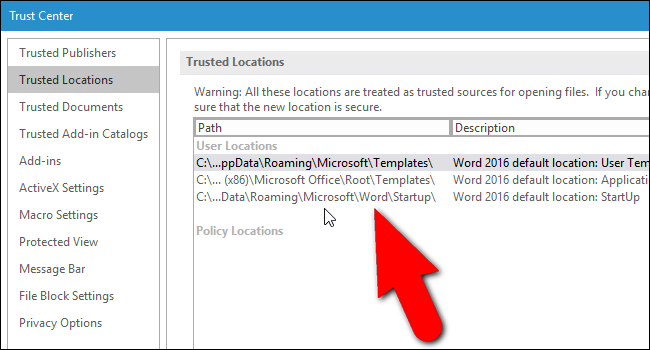 Trust Center
Trusted Publishers
Trusted Locations
Trusted Documents
Trusted Add-in Catalogs
Add-ins
ActiveX Settings
Macro Settings
Protected View
Message Bar
File Block Settings
Privacy Options
Trusted Locations
Warning: All these locations are treated as trusted sources for opening files. If you cha
sure that the new location is secure.
Path Description
User Locations
C:\...ppData\Roaming\Microsoft\Templates\ Word 2016 default location: User Tem
C:\... (x86)\Microsoft Office\Root\Templates\ Word 2016 default location: Applicatio
C:\...Data\Roaming\Microsoft\Word\Startup\ Word 2016 default location: StartUp
Policy Locations